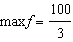 max f = 100/3